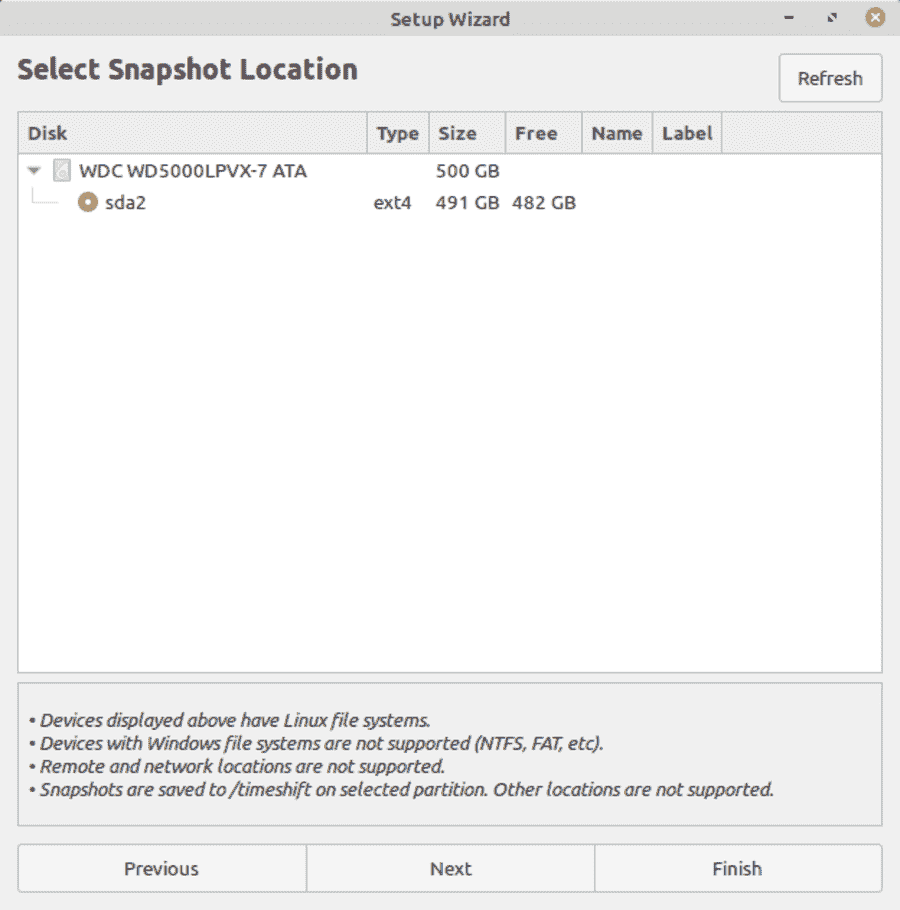 Setup Wizard
Select Snapshot Location
Refresh
Disk Type Size Free Name Label
WDC WD5000LPVX-7 ATA 500 GB
sda2 ext4 491 GB 482 GB
• Devices displayed above have Linux file systems.
• Devices with Windows file systems are not supported (NTFS, FAT, etc).
• Remote and network locations are not supported.
• Snapshots are saved to /timeshift on selected partition. Other locations are not supported.
Previous Next Finish